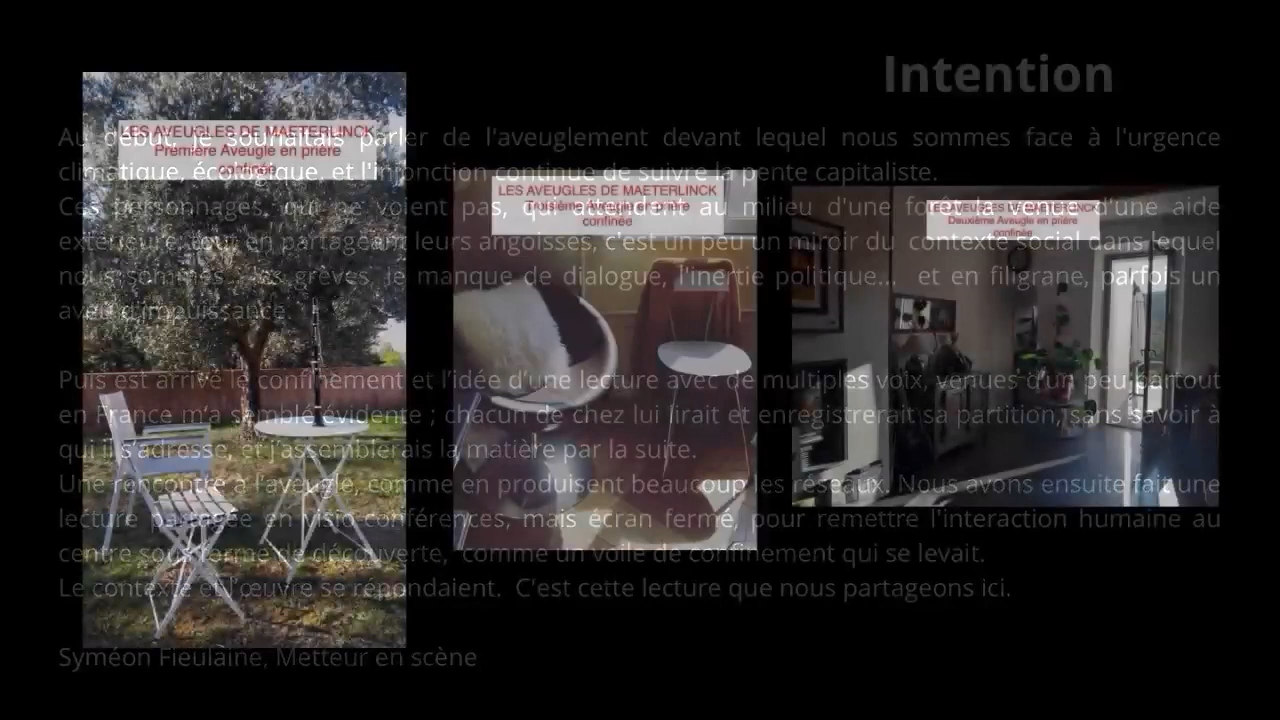 Intention
Au début, je souhaitais parler de l'aveuglement devant lequel nous sommes face à l'urgence
climatique, écologique, et l'injonction continue de suivre la pente capitaliste.
Ces personnages, qui ne voient pas, qui désespèrent au milieu d'une forêt la venue d'une aide
extérieure, tout en partageant leurs angoisses, c'est un peu un miroir du contexte social dans lequel
nous sommes : les grèves, le manque de dialogue, l'inertie politique... et en filigrane, parfois un
aveu d'impuissance.
Puis est arrivé le confinement et l'idée d'une lecture avec de multiples voix, venues d'un peu partout
en France m'a semblé évidente ; chacun de chez lui lirait et enregistrerait sa partition, sans savoir à
qui il s'adresse, et j'assemblerais la matière par la suite.
Une rencontre à l'aveugle, comme en produisent beaucoup les réseaux. Nous avons ensuite fait une
lecture partagée en visio-conférences, mais écran fermé, pour remettre l'interaction humaine au
centre sous forme de découverte, comme un voile de confinement qui se levait.
Le contexte et l'œuvre se répondaient. C'est cette lecture que nous partageons ici.
Syméon Fieulaine, Metteur en scène
LES AVEUGLES DE MAETERLINCK
Première Aveugle en prière
confinée
LES AVEUGLES DE MAETERLINCK
Troisième Aveugle en prière
confinée
LES AVEUGLES DE MAETERLINCK
Deuxième Aveugle en prière
confinée